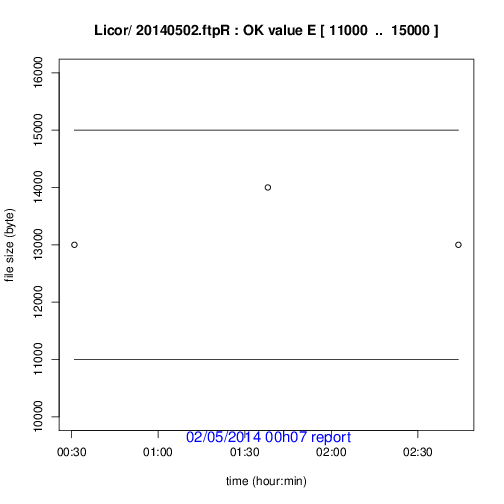 Licor/ 20140502.ftpR : OK value E [ 11000 .. 15000 ]
16000
15000
14000
13000
12000
11000
10000
file size (byte)
02/05/2014 00h07 report
00:30 01:00 01:30 02:00 02:30
time (hour:min)